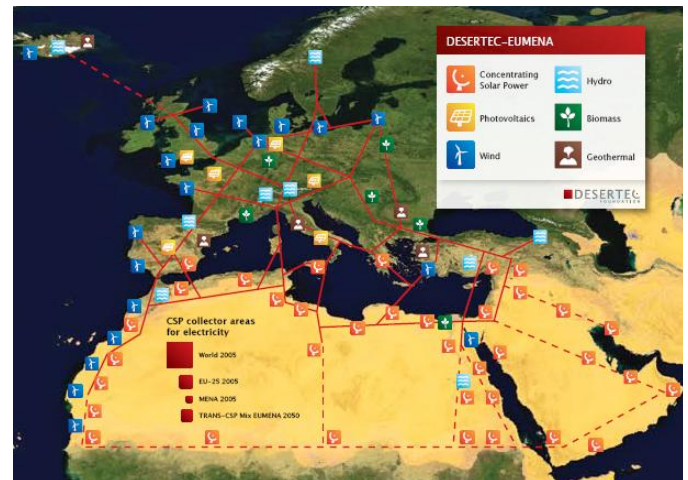 DESERTEC-EUMENA
Concentrating
Solar Power
Hydro
Photovoltaics
Biomass
Wind
Geothermal
DESERTEC
FOUNDATION
CSP collector areas
for electricity
World 2005
EU-25 2005
MENA 2005
TRANS-CSP Mix EUMENA 2050